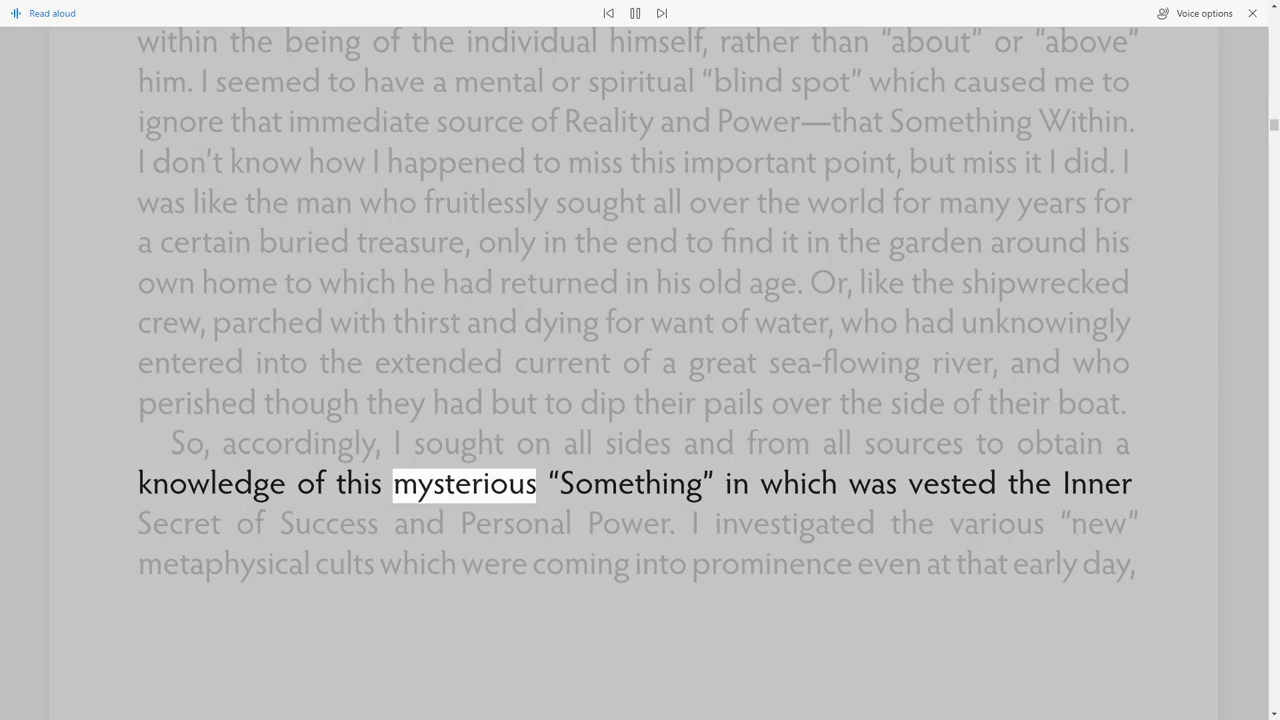 Read aloud
Voice options
within the being of the individual himself, rather than “about” or “above”
him. I seemed to have a mental or spiritual “blind spot” which caused me to
ignore that immediate source of Reality and Power—that Something Within.
I don’t know how I happened to miss this important point, but miss it I did. I
was like the man who fruitlessly sought all over the world for many years for
a certain buried treasure, only in the end to find it in the garden around his
own home to which he had returned in his old age. Or, like the shipwrecked
crew, parched with thirst and dying for want of water, who had unknowingly
entered into the extended current of a great sea-flowing river, and who
perished though they had but to dip their pails over the side of their boat.
So, accordingly, I sought on all sides and from all sources to obtain a
knowledge of this mysterious “Something” in which was vested the Inner
Secret of Success and Personal Power. I investigated the various “new”
metaphysical cults which were coming into prominence even at that early day,